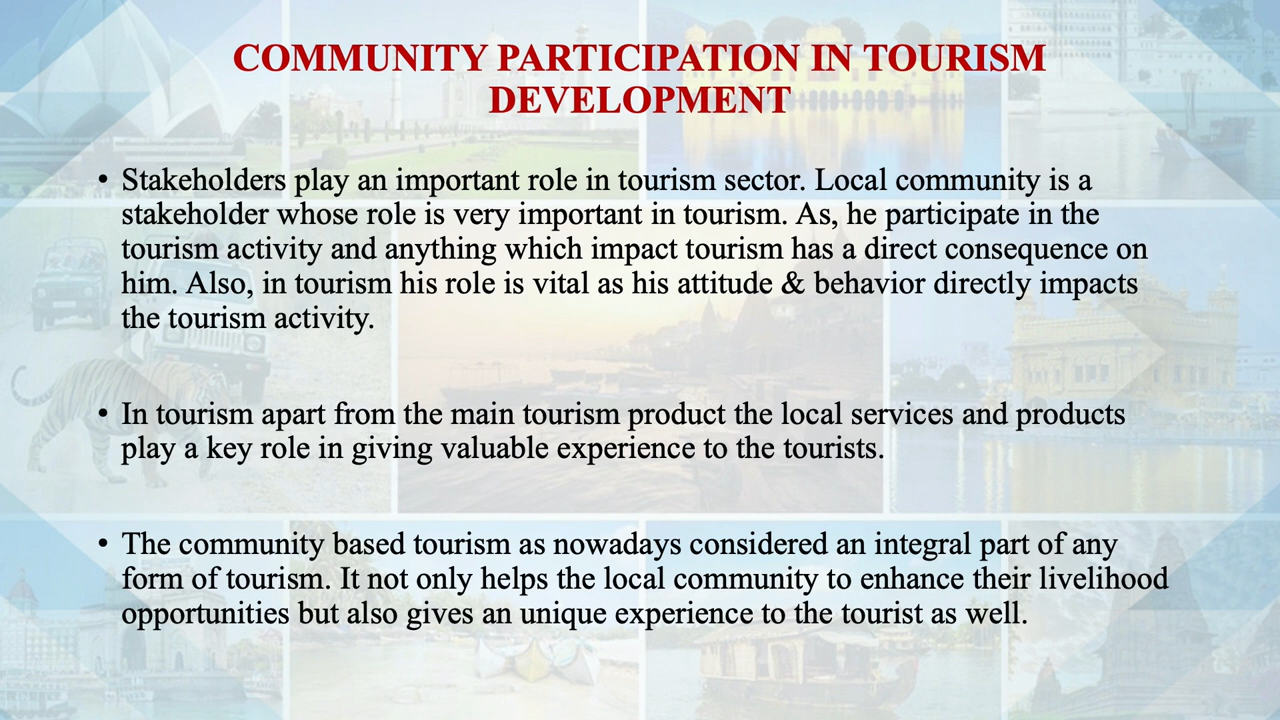 COMMUNITY PARTICIPATION IN TOURISM
DEVELOPMENT
• Stakeholders play an important role in tourism sector. Local community is a
stakeholder whose role is very important in tourism. As, he participate in the
tourism activity and anything which impact tourism has a direct consequence on
him. Also, in tourism his role is vital as his attitude & behavior directly impacts
the tourism activity.
• In tourism apart from the main tourism product the local services and products
play a key role in giving valuable experience to the tourists.
• The community based tourism as nowadays considered an integral part of any
form of tourism. It not only helps the local community to enhance their livelihood
opportunities but also gives an unique experience to the tourist as well.